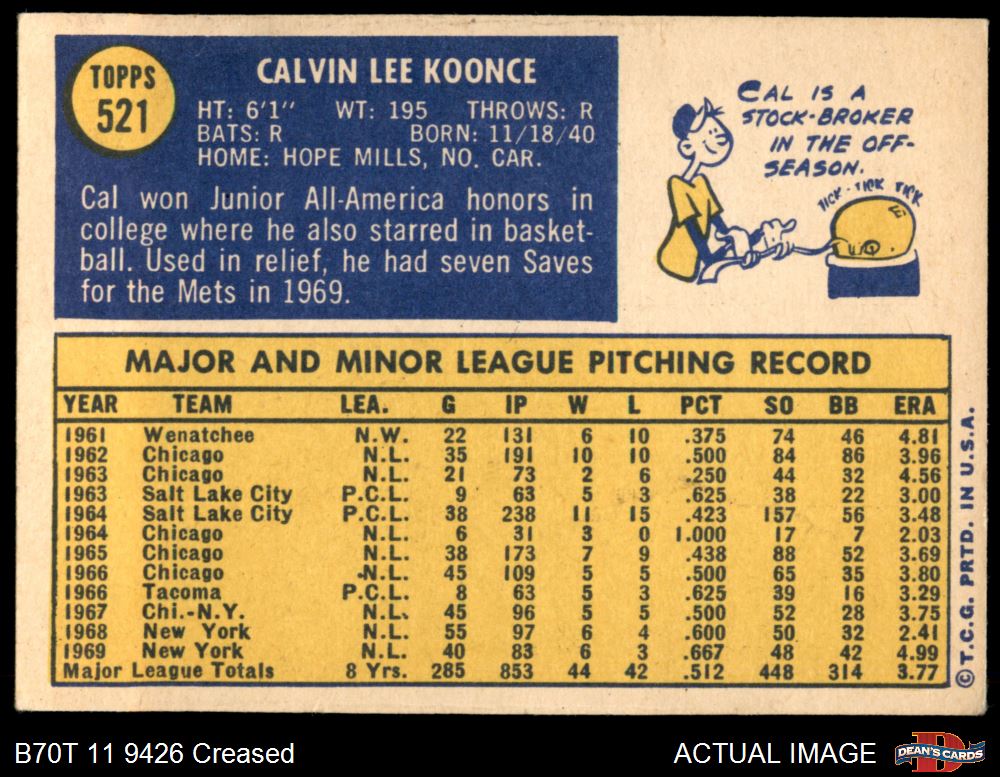 TOPPS
521
CALVIN LEE KOONCE
HT: 6'1" WT: 195 THROWS: R
BATS: R BORN: 11/18/40
HOME: HOPE MILLS, NO. CAR.
Cal won Junior All-America honors in
college where he also starred in basket-
ball. Used in relief, he had seven Saves
for the Mets in 1969.
CAL IS A
STOCK-BROKER
IN THE OFF-
SEASON.
TICK-TICK TICK
MAJOR AND MINOR LEAGUE PITCHING RECORD
YEAR TEAM LEA. G IP W L PCT SO BB ERA
1961 Wenatchee N.W. 22 131 6 10 .375 74 46 4.81
1962 Chicago N.L. 35 191 10 10 .500 84 86 3.96
1963 Chicago N.L. 21 73 2 6 .250 44 32 4.56
1963 Salt Lake City P.C.L. 9 63 5 3 .625 38 22 3.00
1964 Salt Lake City P.C.L. 38 238 11 15 .423 157 56 3.48
1964 Chicago N.L. 6 31 3 0 1.000 17 7 2.03
1965 Chicago N.L. 38 173 7 9 .438 88 52 3.69
1966 Chicago N.L. 45 109 5 5 .500 65 35 3.80
1966 Tacoma P.C.L. 8 63 5 3 .625 39 16 3.29
1967 Chi.-N.Y. N.L. 45 96 5 5 .500 52 28 3.75
1968 New York N.L. 55 97 6 4 .600 50 32 2.41
1969 New York N.L. 40 83 6 3 .667 48 42 4.99
Major League Totals 8 Yrs. 285 853 44 42 .512 448 314 3.77
© T.C.G. PRTD. IN U.S.A.
B70T 11 9426 Creased
ACTUAL IMAGE
DEAN'S CARDS